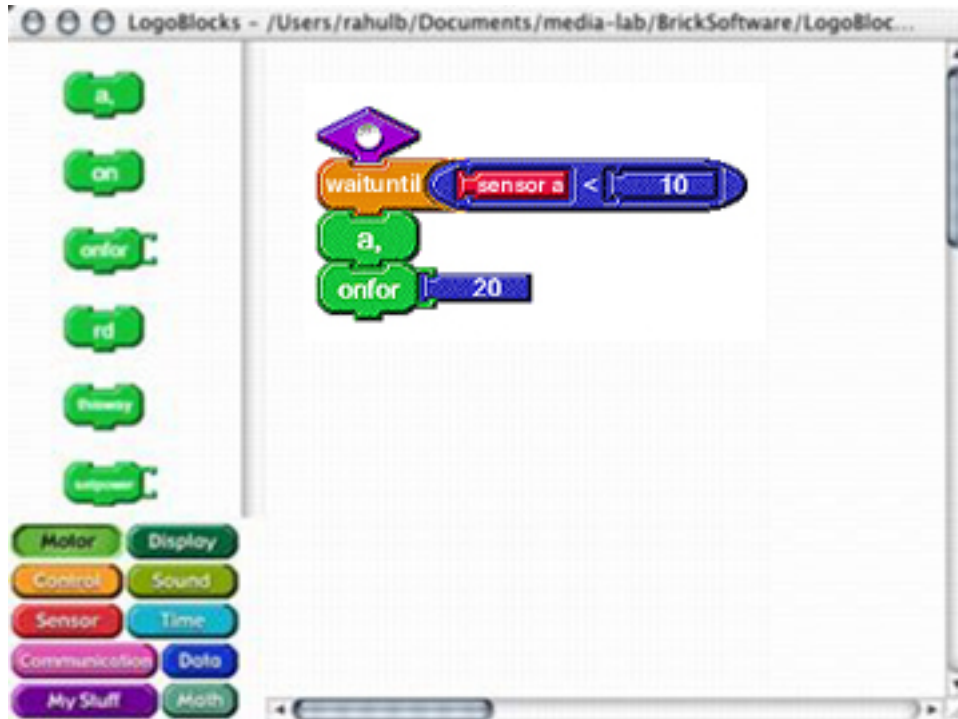 LogoBlocks - /Users/rahulb/Documents/media-lab/BrickSoftware/LogoBloc...
a,
on
onfor
rd
thisway
setpower
waituntil sensor a < 10
a,
onfor 20
Motor Display
Control Sound
Sensor Time
Communication Data
My Stuff Math